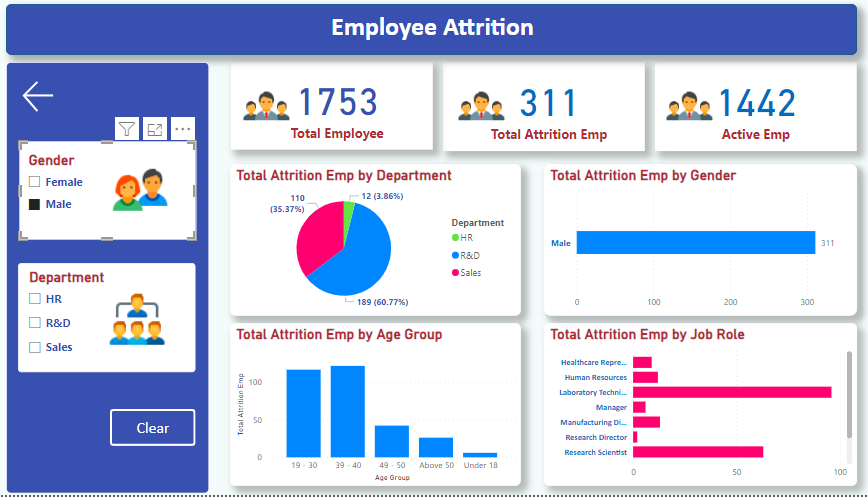 Employee Attrition
1753
Total Employee
311
Total Attrition Emp
1442
Active Emp
Gender
Female
Male
Department
HR
R&D
Sales
Clear
Total Attrition Emp by Department
110
(35.37%)
12 (3.86%)
189 (60.77%)
Department
HR
R&D
Sales
Total Attrition Emp by Gender
Male
311
0 100 200 300
Total Attrition Emp by Age Group
Total Attrition Emp
100
50
0
19 - 30 39 - 40 49 - 50 Above 50 Under 18
Age Group
Total Attrition Emp by Job Role
Healthcare Repre...
Human Resources
Laboratory Techni...
Manager
Manufacturing Di...
Research Director
Research Scientist
0 50 100